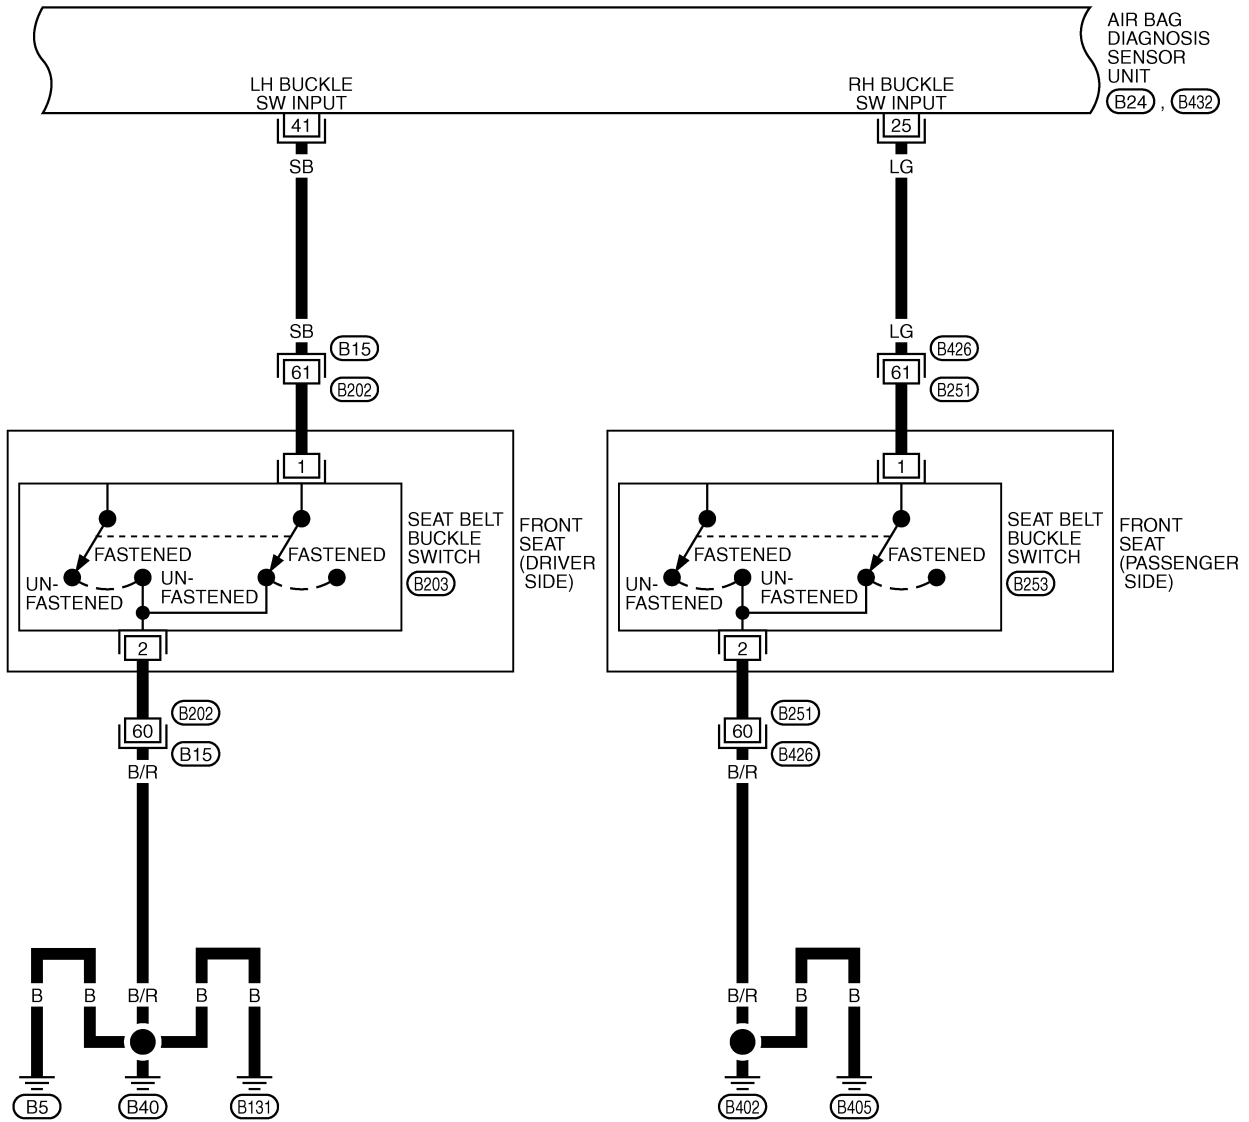 AIR BAG
DIAGNOSIS
SENSOR
UNIT
B24 , B432
LH BUCKLE
SW INPUT
RH BUCKLE
SW INPUT
41
25
SB
LG
SB
LG
B15
B426
61
61
B202
B251
1
1
SEAT BELT
BUCKLE
SWITCH
B203
FRONT
SEAT
(DRIVER
SIDE)
FASTENED
FASTENED
UN-
FASTENED
UN-
FASTENED
SEAT BELT
BUCKLE
SWITCH
B253
FRONT
SEAT
(PASSENGER
SIDE)
FASTENED
FASTENED
UN-
FASTENED
UN-
FASTENED
2
2
B202
B251
60
60
B15
B426
B/R
B/R
B B B/R B B
B/R B B
B5 B40 B131
B402 B405